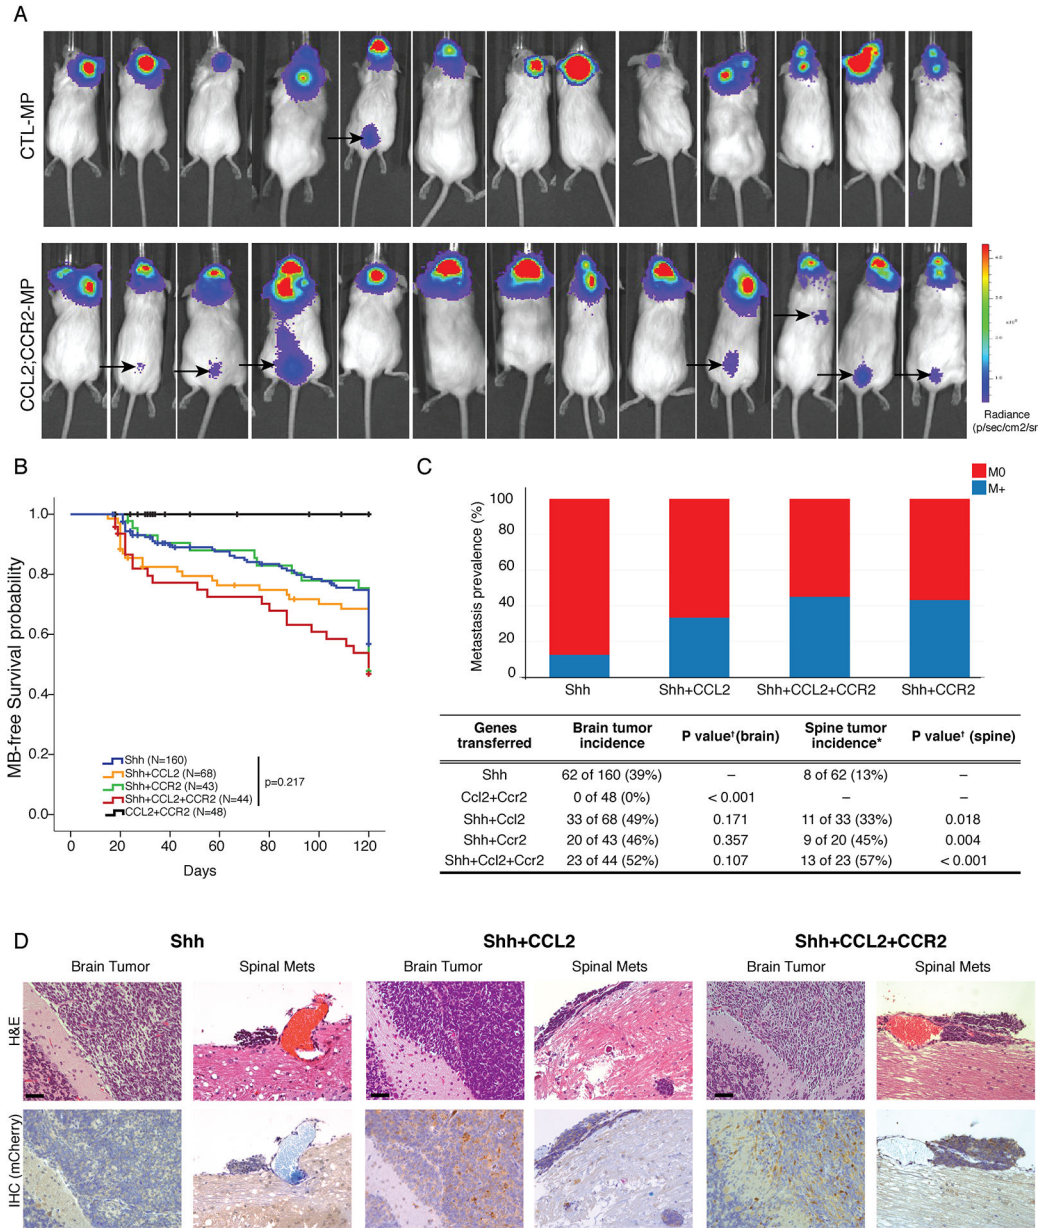 A
CTL-MP
CCL2;CCR2-MP
4.0
3.0
2.0
1.0
Radiance
(p/sec/cm2/sr
B
MB-free Survival probability
1.0
0.8
0.6
0.4
0.2
0.0
Shh (N=160)
Shh+CCL2 (N=68)
Shh+CCR2 (N=43)
Shh+CCL2+CCR2 (N=44)
CCL2+CCR2 (N=48)
p=0.217
0 20 40 60 80 100 120
Days
C
M0
M+
Metastasis prevalence (%)
100
80
60
40
20
0
Shh Shh+CCL2 Shh+CCL2+CCR2 Shh+CCR2
Genes transferred Brain tumor incidence P value†(brain) Spine tumor incidence* P value† (spine)
Shh 62 of 160 (39%) – 8 of 62 (13%) –
Ccl2+Ccr2 0 of 48 (0%) < 0.001 – –
Shh+Ccl2 33 of 68 (49%) 0.171 11 of 33 (33%) 0.018
Shh+Ccr2 20 of 43 (46%) 0.357 9 of 20 (45%) 0.004
Shh+Ccl2+Ccr2 23 of 44 (52%) 0.107 13 of 23 (57%) < 0.001
D
Shh Shh+CCL2 Shh+CCL2+CCR2
Brain Tumor Spinal Mets Brain Tumor Spinal Mets Brain Tumor Spinal Mets
H&E
IHC (mCherry)